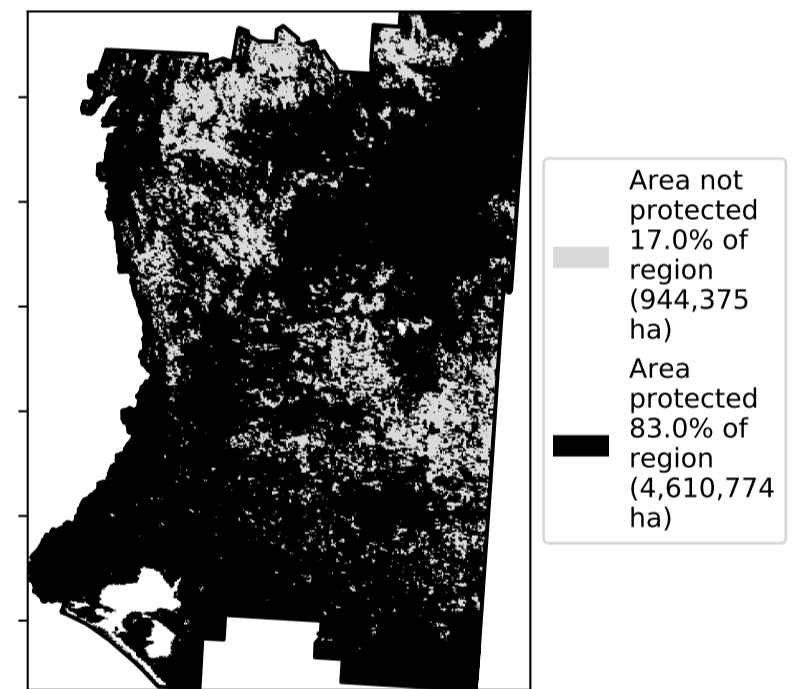 Area not
protected
17.0% of
region
(944,375
ha)
Area
protected
83.0% of
region
(4,610,774
ha)